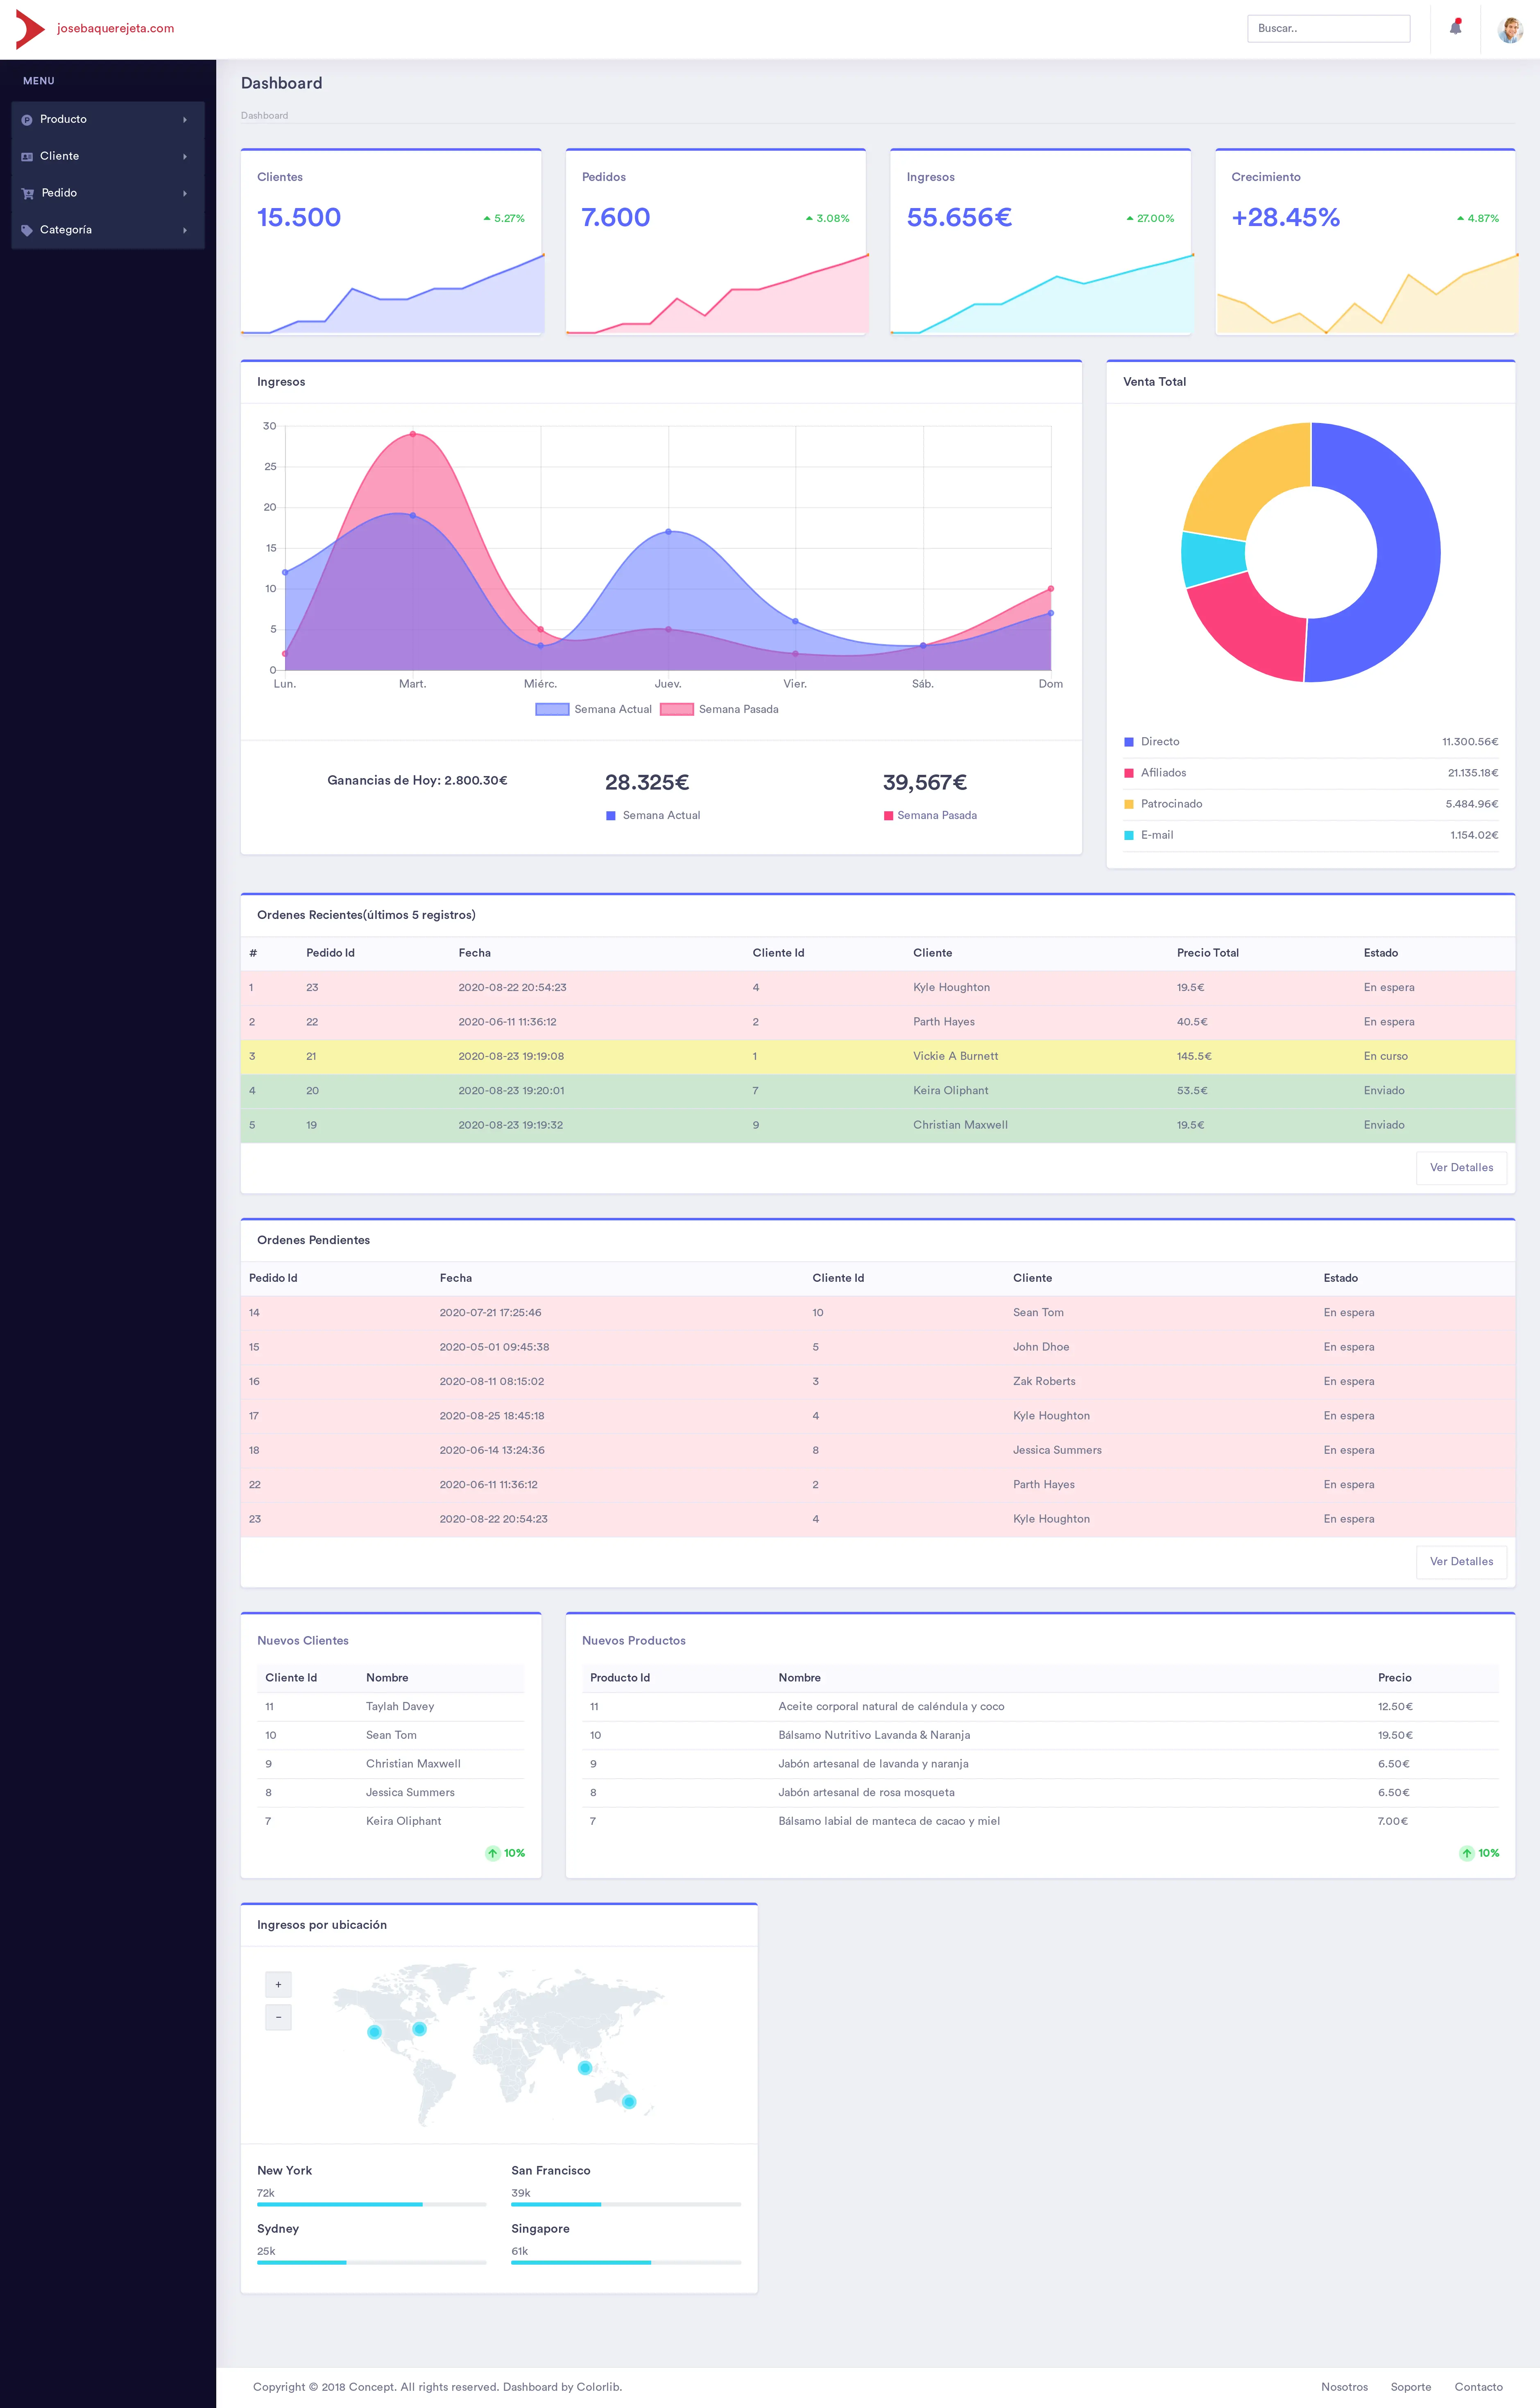 josebaquerejeta.com
Buscar..
MENU
Producto
Cliente
Pedido
Categoría
Dashboard
Dashboard
Clientes
15.500 5.27%
Pedidos
7.600 3.08%
Ingresos
55.656€ 27.00%
Crecimiento
+28.45% 4.87%
Ingresos
30
25
20
15
10
5
0
Lun. Mart. Miérc. Juev. Vier. Sáb. Dom
Semana Actual Semana Pasada
Ganancias de Hoy: 2.800.30€
28.325€
Semana Actual
39,567€
Semana Pasada
Venta Total
Directo 11.300.56€
Afiliados 21.135.18€
Patrocinado 5.484.96€
E-mail 1.154.02€
Ordenes Recientes(últimos 5 registros)
# Pedido Id Fecha Cliente Id Cliente Precio Total Estado
1 23 2020-08-22 20:54:23 4 Kyle Houghton 19.5€ En espera
2 22 2020-06-11 11:36:12 2 Parth Hayes 40.5€ En espera
3 21 2020-08-23 19:19:08 1 Vickie A Burnett 145.5€ En curso
4 20 2020-08-23 19:20:01 7 Keira Oliphant 53.5€ Enviado
5 19 2020-08-23 19:19:32 9 Christian Maxwell 19.5€ Enviado
Ver Detalles
Ordenes Pendientes
Pedido Id Fecha Cliente Id Cliente Estado
14 2020-07-21 17:25:46 10 Sean Tom En espera
15 2020-05-01 09:45:38 5 John Dhoe En espera
16 2020-08-11 08:15:02 3 Zak Roberts En espera
17 2020-08-25 18:45:18 4 Kyle Houghton En espera
18 2020-06-14 13:24:36 8 Jessica Summers En espera
22 2020-06-11 11:36:12 2 Parth Hayes En espera
23 2020-08-22 20:54:23 4 Kyle Houghton En espera
Ver Detalles
Nuevos Clientes
Cliente Id Nombre
11 Taylah Davey
10 Sean Tom
9 Christian Maxwell
8 Jessica Summers
7 Keira Oliphant
10%
Nuevos Productos
Producto Id Nombre Precio
11 Aceite corporal natural de caléndula y coco 12.50€
10 Bálsamo Nutritivo Lavanda & Naranja 19.50€
9 Jabón artesanal de lavanda y naranja 6.50€
8 Jabón artesanal de rosa mosqueta 6.50€
7 Bálsamo labial de manteca de cacao y miel 7.00€
10%
Ingresos por ubicación
+
−
New York
72k
San Francisco
39k
Sydney
25k
Singapore
61k
Copyright © 2018 Concept. All rights reserved. Dashboard by Colorlib.
Nosotros Soporte Contacto